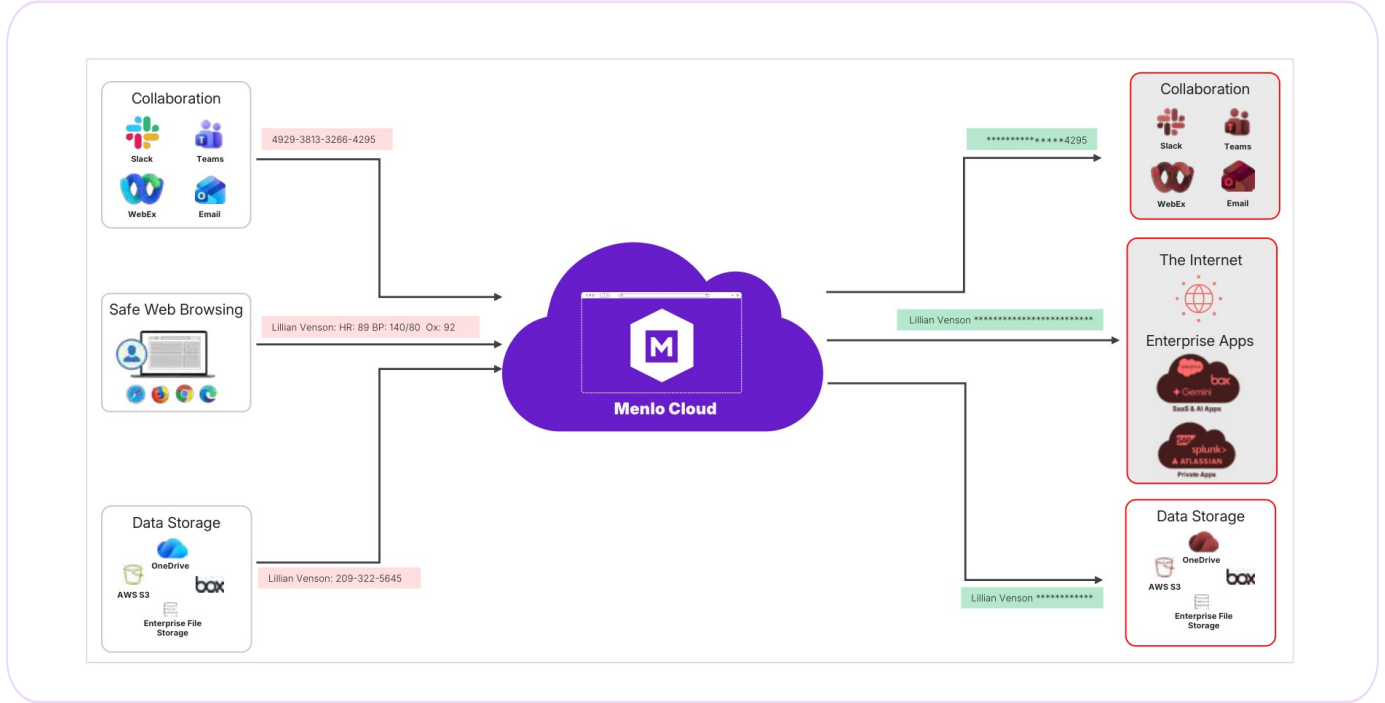 Collaboration
Slack
Teams
WebEx
Email
4929-3813-3266-4295
Safe Web Browsing
Lillian Venson: HR: 89 BP: 140/80 Ox: 92
Data Storage
OneDrive
AWS S3
box
Enterprise File
Storage
Lillian Venson: 209-322-5645
M
Menlo Cloud
***************4295
Lillian Venson *************************
Lillian Venson ************
Collaboration
Slack
Teams
WebEx
Email
The Internet
Enterprise Apps
box
Gemini
SaaS & AI Apps
SAP
splunk>
ATLASSIAN
Private Apps
Data Storage
OneDrive
AWS S3
box
Enterprise File
Storage